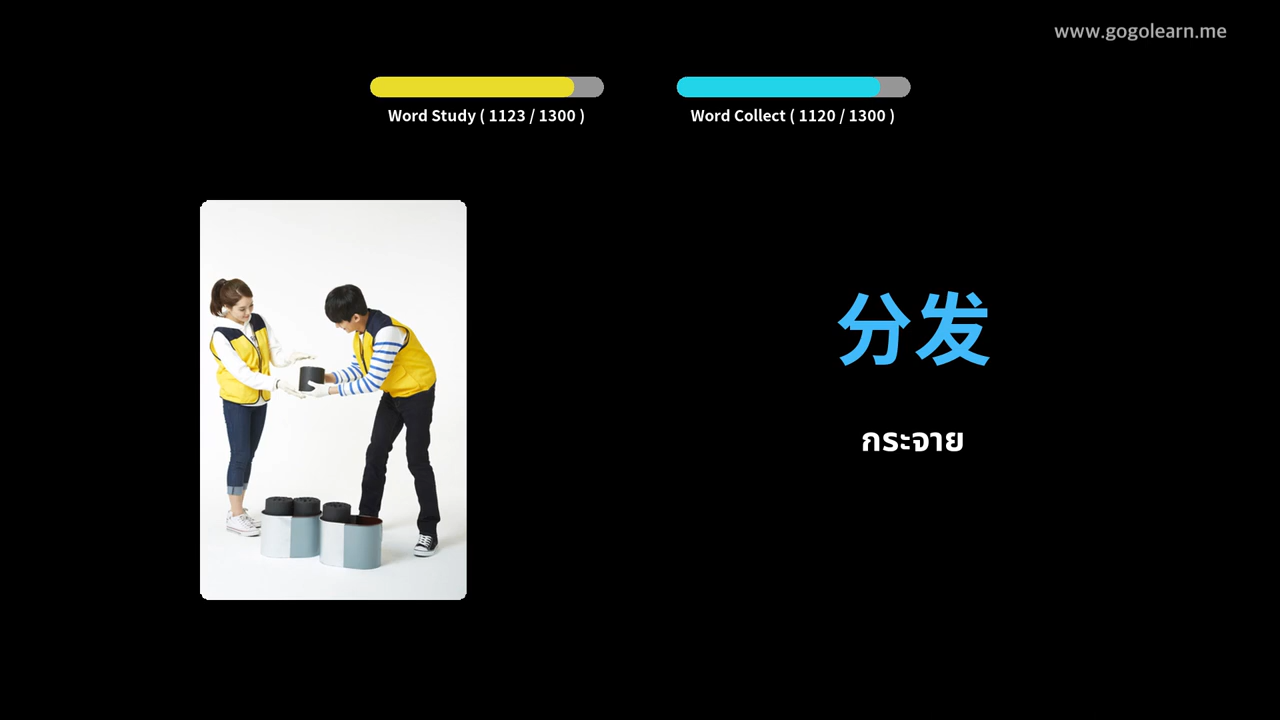 www.gogolearn.me
Word Study ( 1123 / 1300 )
Word Collect ( 1120 / 1300 )
分发
กระจาย